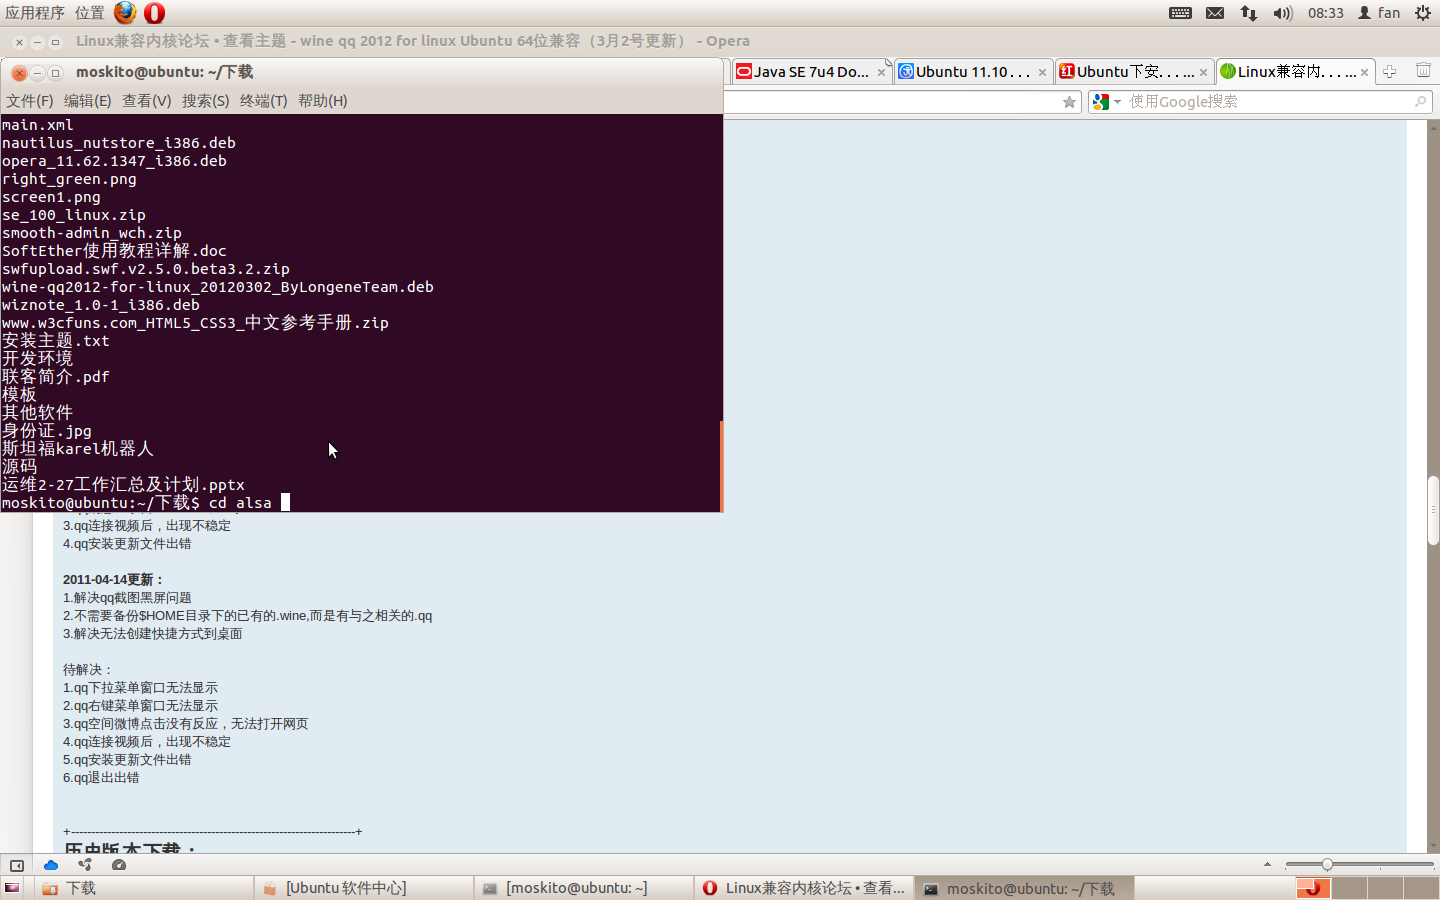 应用程序 位置 08:33 fan
Linux兼容内核论坛 • 查看主题 - wine qq 2012 for linux Ubuntu 64位兼容（3月2号更新） - Opera
moskito@ubuntu: ~/下载
Java SE 7u4 Do... Ubuntu 11.10 ... Ubuntu下安... Linux兼容内...
文件(F) 编辑(E) 查看(V) 搜索(S) 终端(T) 帮助(H)
使用Google搜索
main.xml
nautilus_nutstore_i386.deb
opera_11.62.1347_i386.deb
right_green.png
screen1.png
se_100_linux.zip
smooth-admin_wch.zip
SoftEther使用教程详解.doc
swfupload.swf.v2.5.0.beta3.2.zip
wine-qq2012-for-linux_20120302_ByLongeneTeam.deb
wiznote_1.0-1_i386.deb
www.w3cfuns.com_HTML5_CSS3_中文参考手册.zip
安装主题.txt
开发环境
联客简介.pdf
模板
其他软件
身份证.jpg
斯坦福karel机器人
源码
运维2-27工作汇总及计划.pptx
moskito@ubuntu:~/下载$ cd alsa
3.qq连接视频后，出现不稳定
4.qq安装更新文件出错
2011-04-14更新：
1.解决qq截图黑屏问题
2.不需要备份$HOME目录下的已有的.wine,而是有与之相关的.qq
3.解决无法创建快捷方式到桌面
待解决：
1.qq下拉菜单窗口无法显示
2.qq右键菜单窗口无法显示
3.qq空间微博点击没有反应，无法打开网页
4.qq连接视频后，出现不稳定
5.qq安装更新文件出错
6.qq退出出错
+-----------------------------------------------------------------------+
历史版本下载：
下载 [Ubuntu 软件中心] [moskito@ubuntu: ~] Linux兼容内核论坛 • 查看... moskito@ubuntu: ~/下载